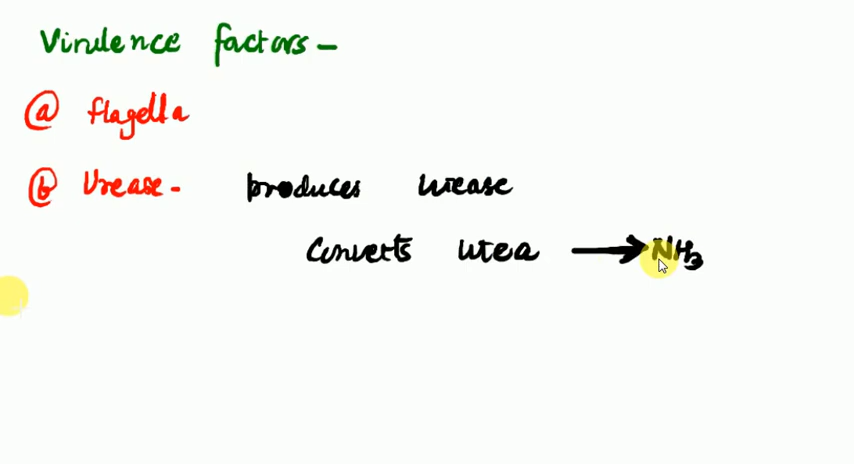 Virulence factors -
ⓐ flagella
ⓑ Urease - produces urease
Converts urea → NH3